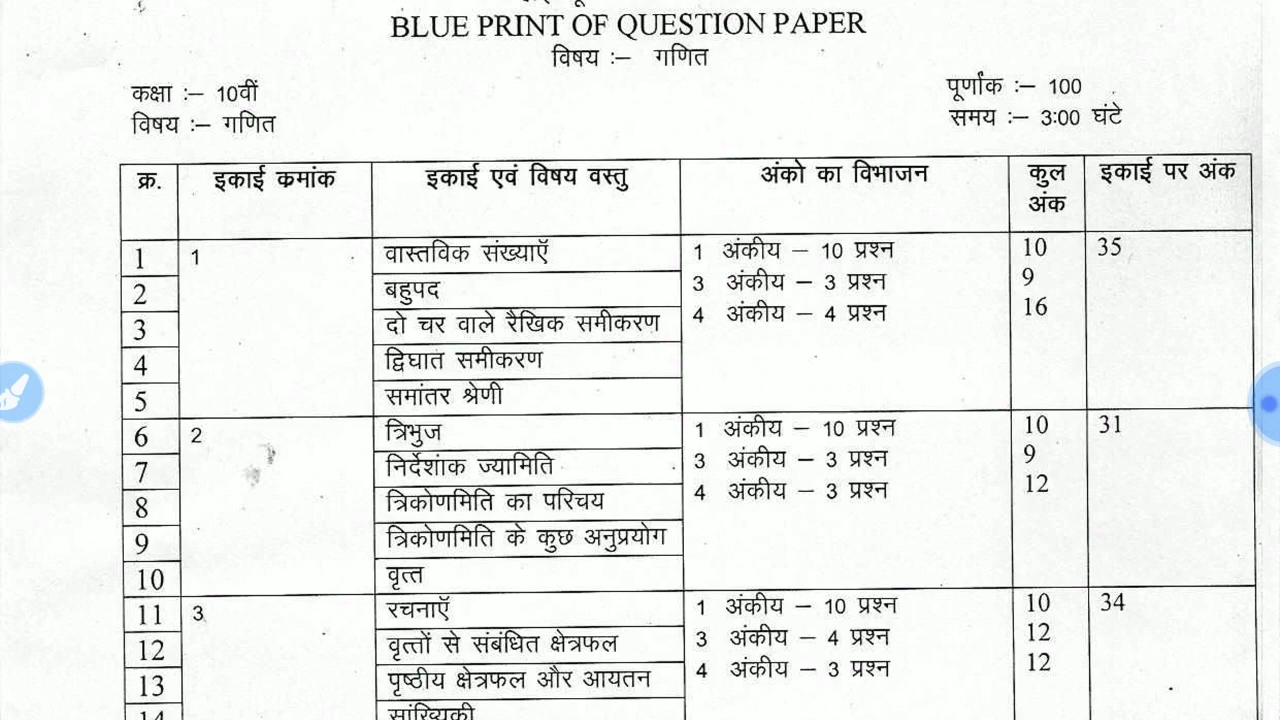 BLUE PRINT OF QUESTION PAPER
विषय :– गणित
कक्षा :– 10वीं
पूर्णांक :– 100
विषय :– गणित
समय :– 3:00 घंटे
क्र. इकाई क्रमांक इकाई एवं विषय वस्तु अंको का विभाजन कुल अंक इकाई पर अंक
1 1 वास्तविक संख्याऍ 1 अंकीय – 10 प्रश्न 10 35
2 बहुपद 3 अंकीय – 3 प्रश्न 9
3 दो चर वाले रैखिक समीकरण 4 अंकीय – 4 प्रश्न 16
4 द्विघात समीकरण
5 समांतर श्रेणी
6 2 त्रिभुज 1 अंकीय – 10 प्रश्न 10 31
7 निर्देशांक ज्यामिति 3 अंकीय – 3 प्रश्न 9
8 त्रिकोणमिति का परिचय 4 अंकीय – 3 प्रश्न 12
9 त्रिकोणमिति के कुछ अनुप्रयोग
10 वृत्त
11 3 रचनाऍ 1 अंकीय – 10 प्रश्न 10 34
12 वृत्तों से संबंधित क्षेत्रफल 3 अंकीय – 4 प्रश्न 12
13 पृष्ठीय क्षेत्रफल और आयतन 4 अंकीय – 3 प्रश्न 12
14 सांख्यिकी